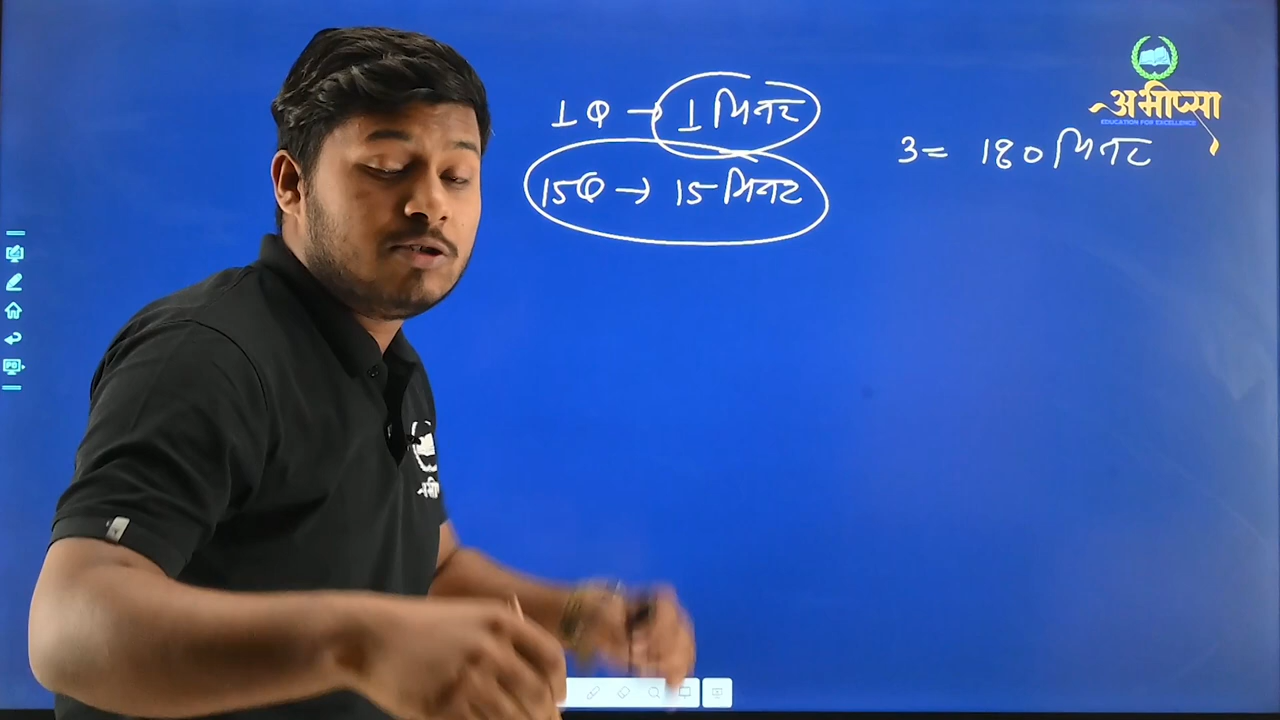 1 Q → 1 मिनट
15 Q → 15 मिनट
3 = 180 मिनट
अभीप्सा
EDUCATION FOR EXCELLENCE